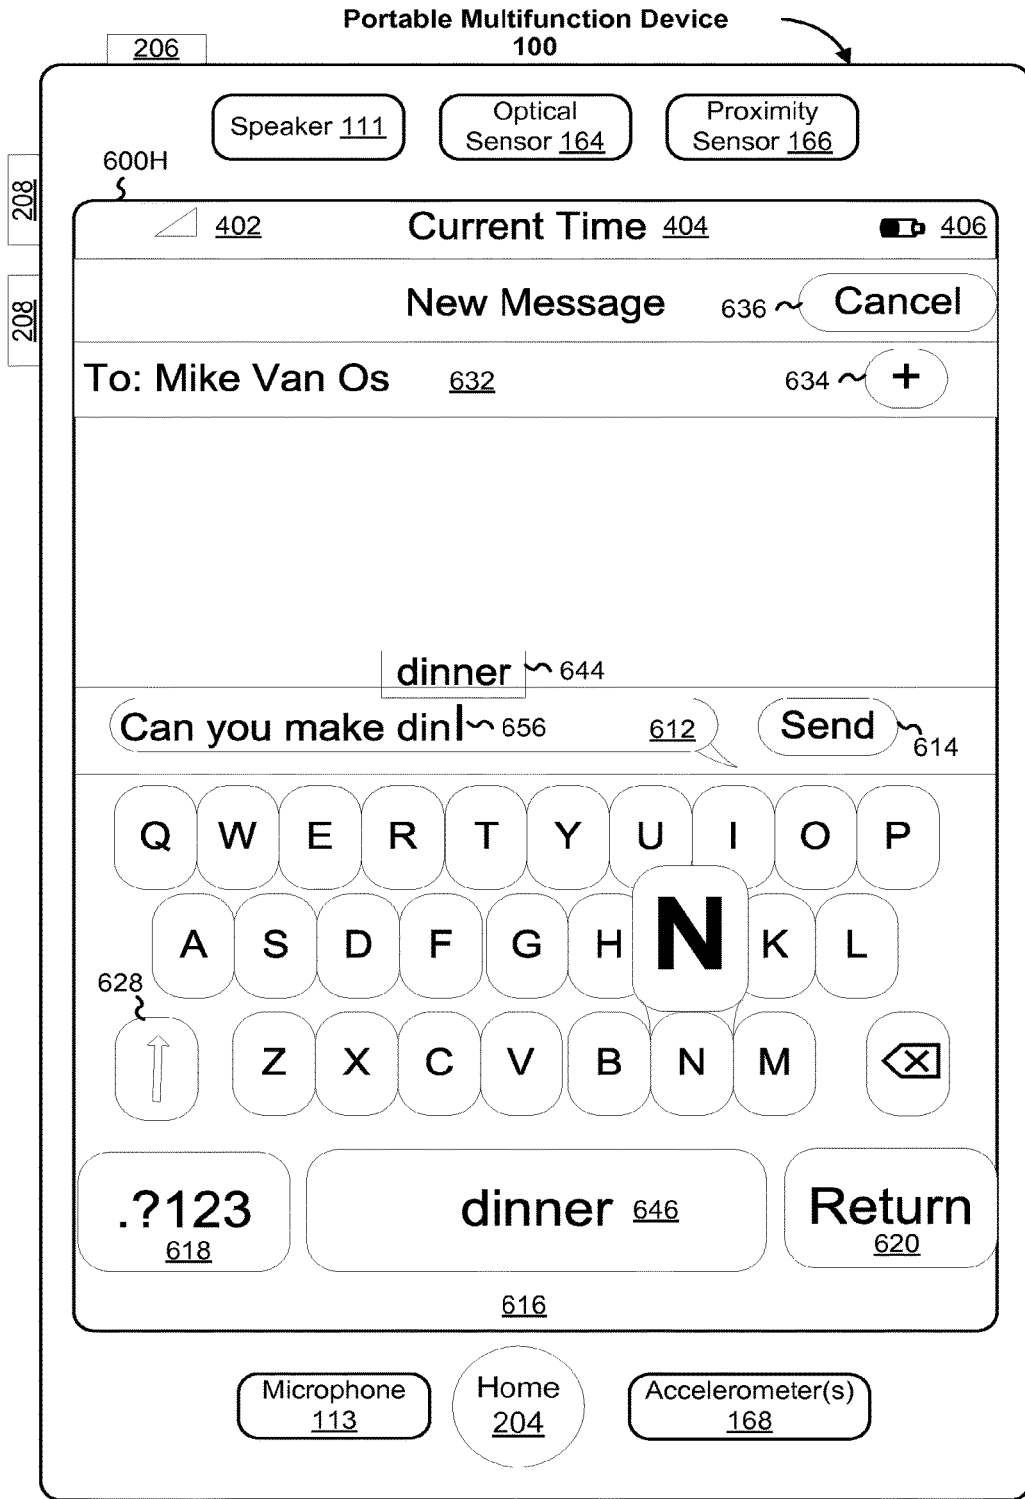 Portable Multifunction Device
100
206
Speaker 111
Optical
Sensor 164
Proximity
Sensor 166
600H
208
208
402
Current Time 404
406
New Message
636
Cancel
To: Mike Van Os 632
634
+
dinner
644
Can you make din
656
612
Send
614
Q W E R T Y U I O P
A S D F G H N K L
628
Z X C V B N M
.?123
618
dinner 646
Return
620
616
Microphone
113
Home
204
Accelerometer(s)
168